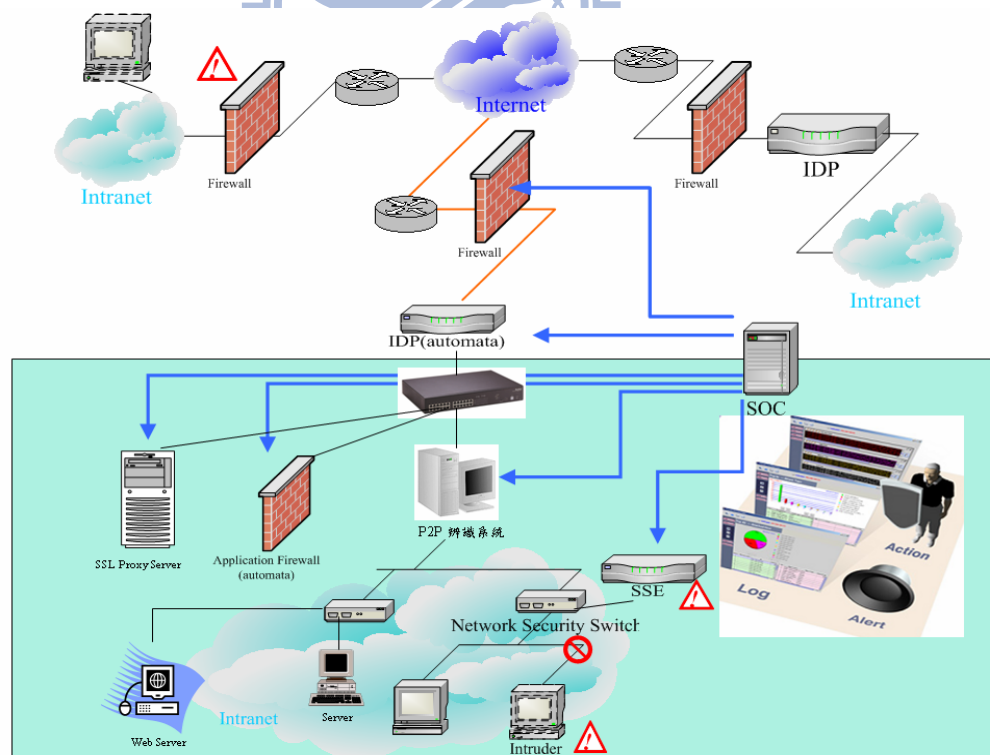 Internet
Firewall
Intranet
Firewall
IDP
Firewall
Intranet
IDP(automata)
SOC
P2P 辨識系統
SSL Proxy Server
Application Firewall
(automata)
SSE
Action
Log
Alert
Network Security Switch
Intranet
Server
Web Server
Intruder